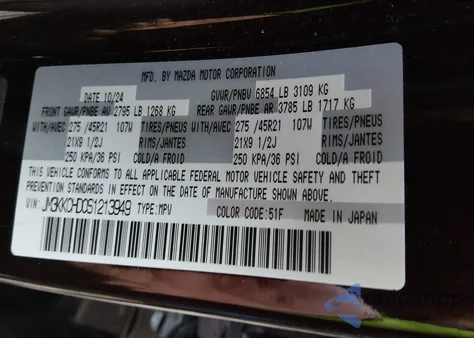 MFD. BY MAZDA MOTOR CORPORATION
DATE 10/24 GVWR/PNBV 6854 LB 3109 KG
FRONT GAWR/PNBE AV 2795 LB 1268 KG REAR GAWR/PNBE AR 3785 LB 1717 KG
WITH/AVEC 275 /45R21 107W TIRES/PNEUS WITH/AVEC 275 /45R21 107W TIRES/PNEUS
21X9 1/2J RIMS/JANTES 21X9 1/2J RIMS/JANTES
250 KPA/36 PSI COLD/A FROID 250 KPA/36 PSI COLD/A FROID
THIS VEHICLE CONFORMS TO ALL APPLICABLE FEDERAL MOTOR VEHICLE SAFETY AND THEFT
PREVENTION STANDARDS IN EFFECT ON THE DATE OF MANUFACTURE SHOWN ABOVE.
VIN: JM3KKCHDC51213949 TYPE:MPV COLOR CODE:51F MADE IN JAPAN